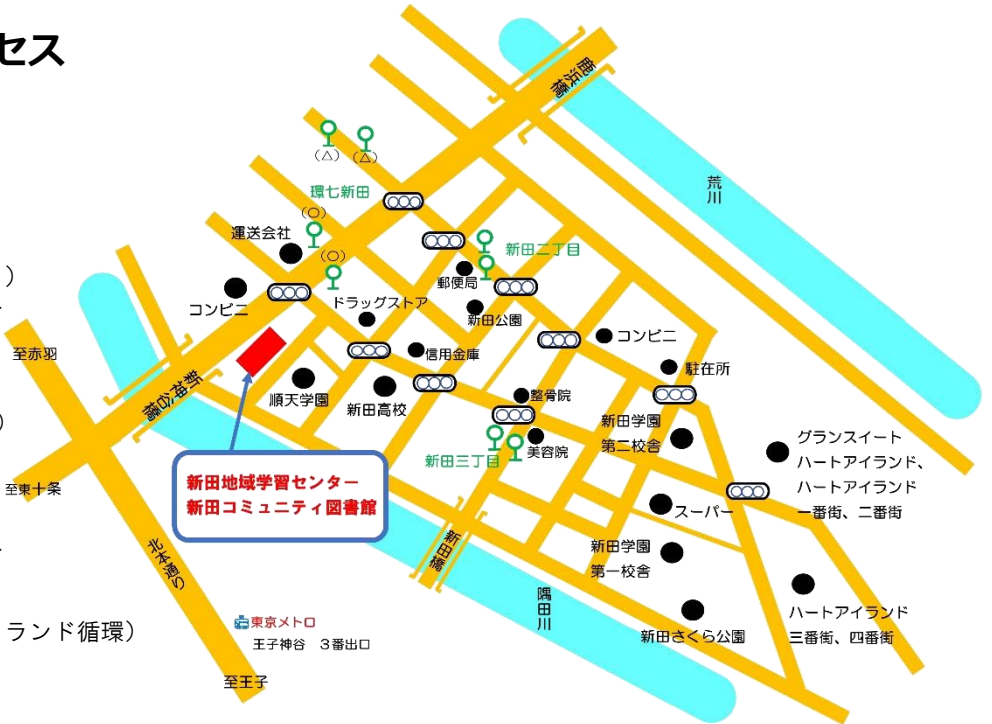 セス
）
）
ランド循環）
鹿浜橋
荒川
（△）
（△）
環七新田
（○）
運送会社
（○）
新田二丁目
郵便局
コンビニ
ドラッグストア
新田公園
コンビニ
至赤羽
信用金庫
駐在所
新神谷橋
順天学園
新田高校
整骨院
新田学園
第二校舎
美容院
新田三丁目
グランスイート
ハートアイランド、
ハートアイランド
一番街、二番街
至東十条
新田地域学習センター
新田コミュニティ図書館
スーパー
北本通り
新田橋
新田学園
第一校舎
隅田川
ハートアイランド
三番街、四番街
新田さくら公園
東京メトロ
王子神谷　３番出口
至王子